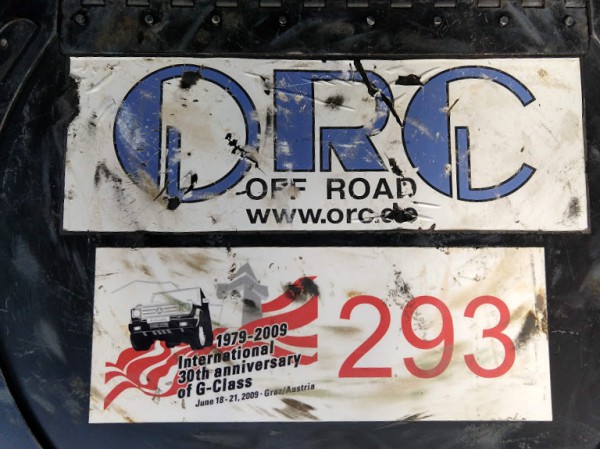 ORC
OFF ROAD
www.orc.de
1979-2009
International
30th anniversary
of G-Class
June 18 - 21, 2009 - Graz/Austria
293